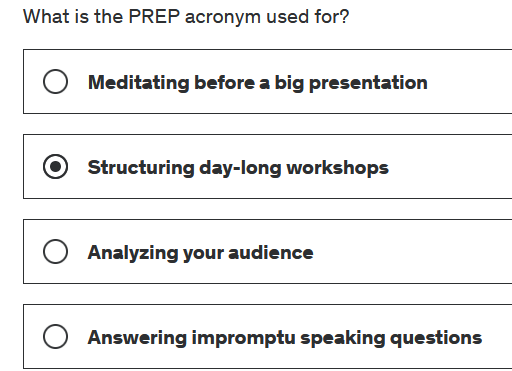 What is the PREP acronym used for?
Meditating before a big presentation
Structuring day-long workshops
Analyzing your audience
Answering impromptu speaking questions